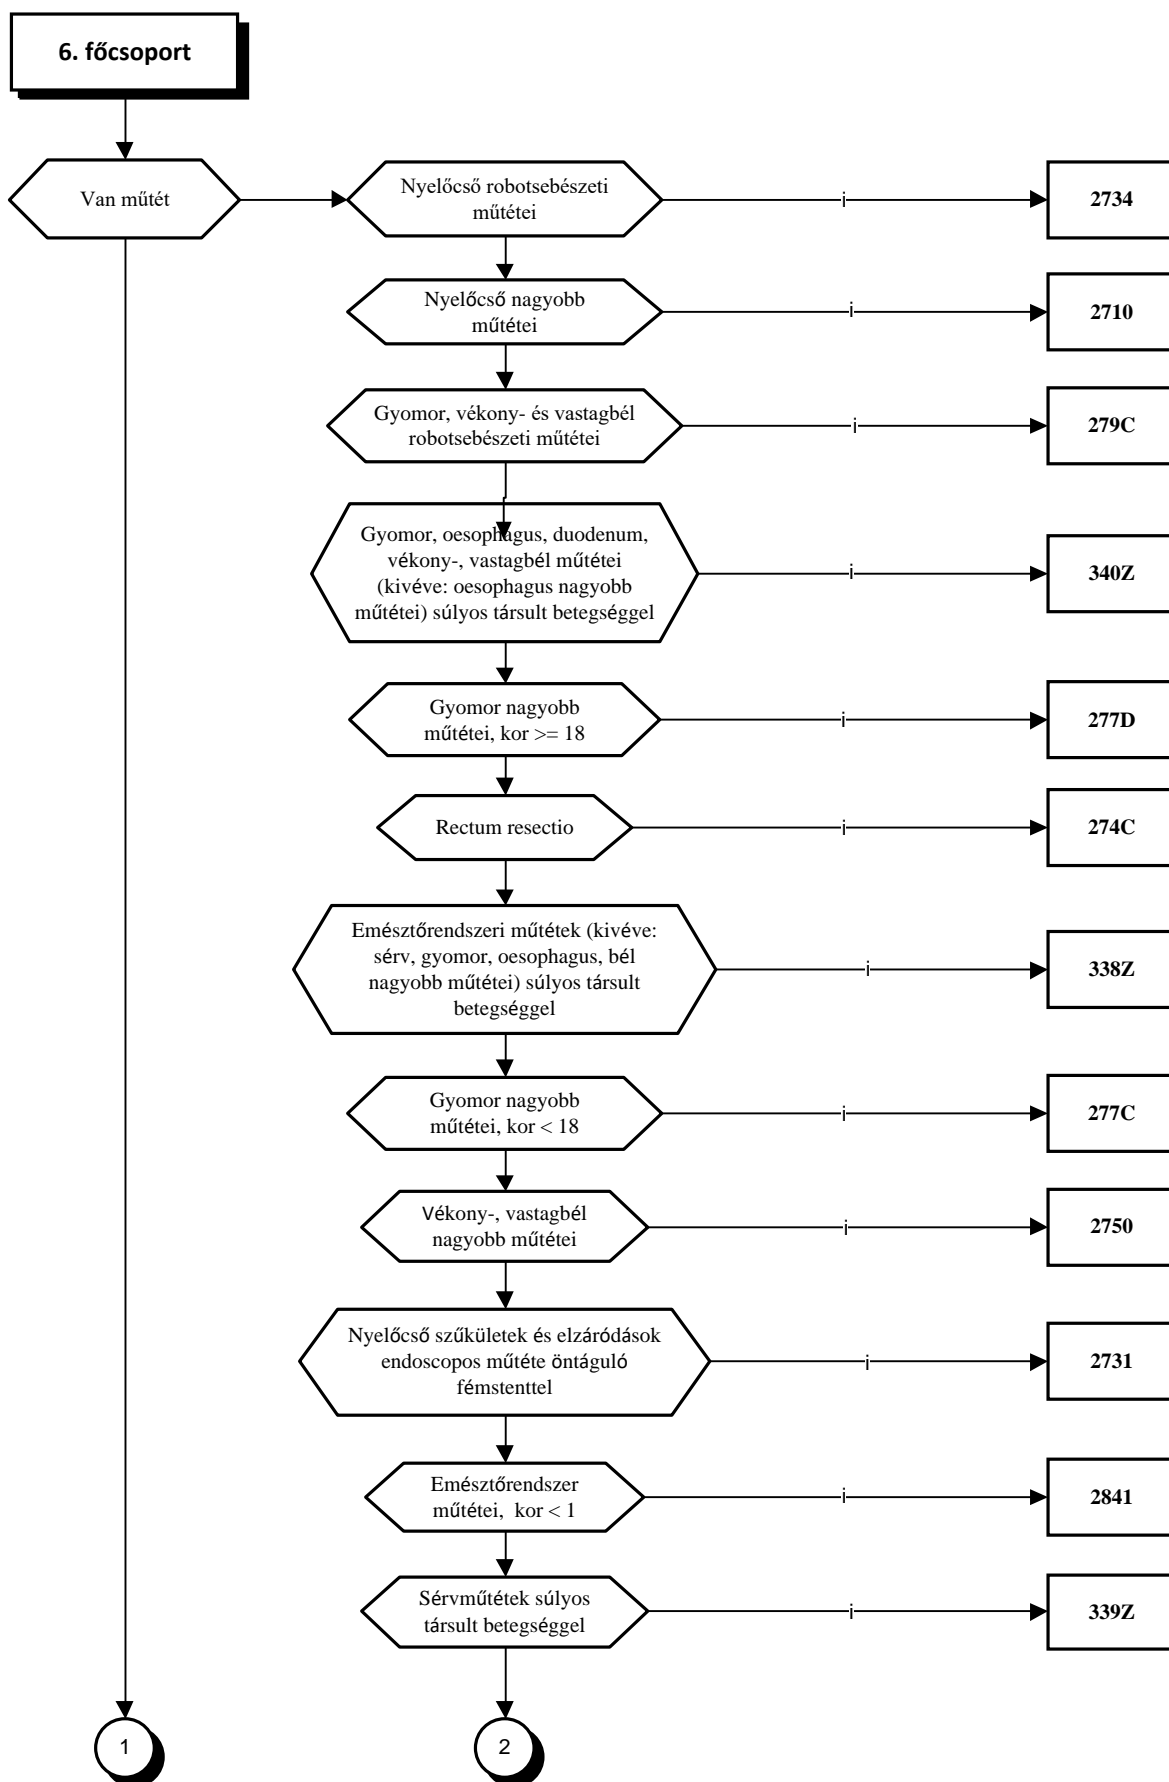 6. főcsoport
Van műtét
Nyelőcső robotsebészeti
műtétei
i
2734
Nyelőcső nagyobb
műtétei
i
2710
Gyomor, vékony- és vastagbél
robotsebészeti műtétei
i
279C
Gyomor, oesophagus, duodenum,
vékony-, vastagbél műtétei
(kivéve: oesophagus nagyobb
műtétei) súlyos társult betegséggel
i
340Z
Gyomor nagyobb
műtétei, kor >= 18
i
277D
Rectum resectio
i
274C
Emésztőrendszeri műtétek (kivéve:
sérv, gyomor, oesophagus, bél
nagyobb műtétei) súlyos társult
betegséggel
i
338Z
Gyomor nagyobb
műtétei, kor < 18
i
277C
Vékony-, vastagbél
nagyobb műtétei
i
2750
Nyelőcső szűkületek és elzáródások
endoscopos műtéte öntáguló
fémstenttel
i
2731
Emésztőrendszer
műtétei, kor < 1
i
2841
Sérvműtétek súlyos
társult betegséggel
i
339Z
1
2